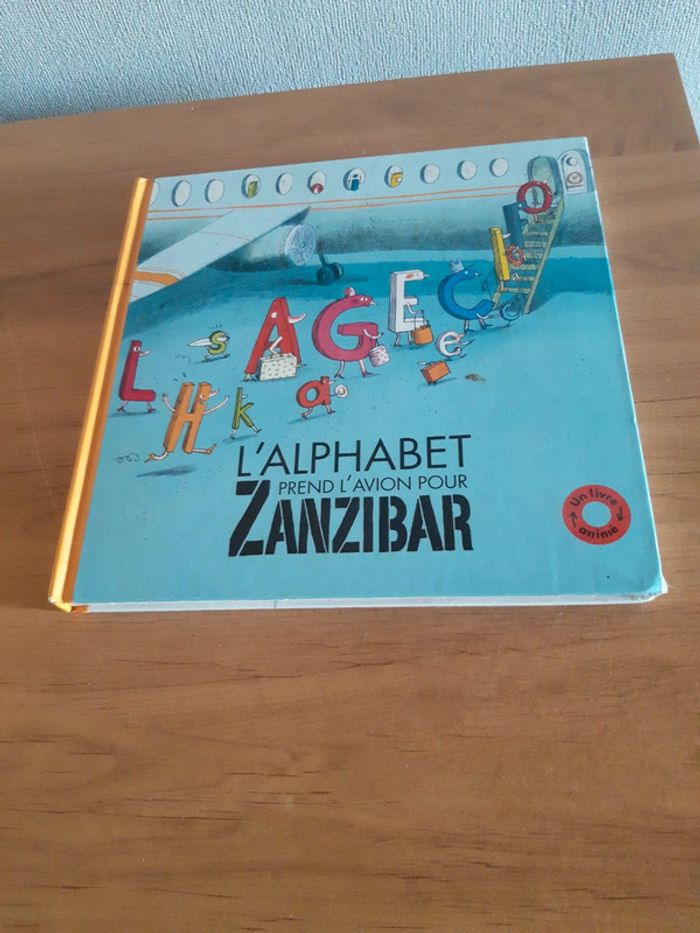 O
s A G E C
L H k a e
L'ALPHABET
PREND L'AVION POUR
ZANZIBAR
Un livre
animé